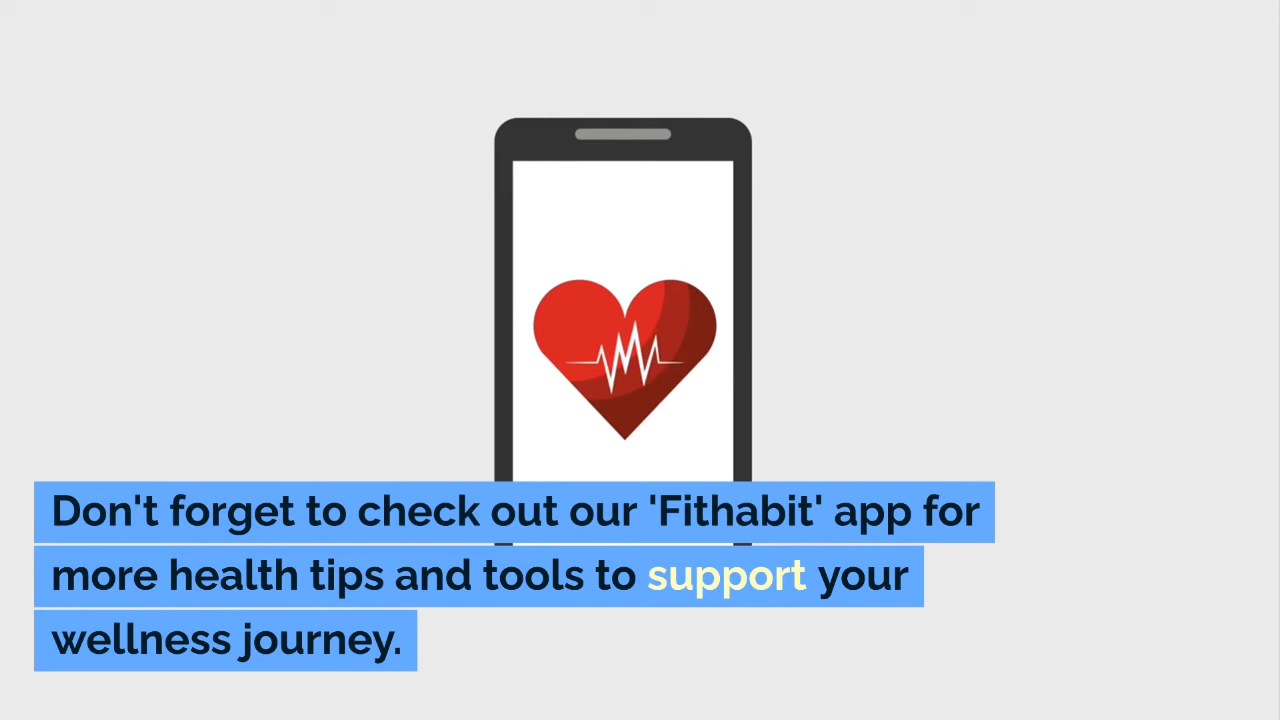 Don't forget to check out our 'Fithabit' app for
more health tips and tools to support your
wellness journey.